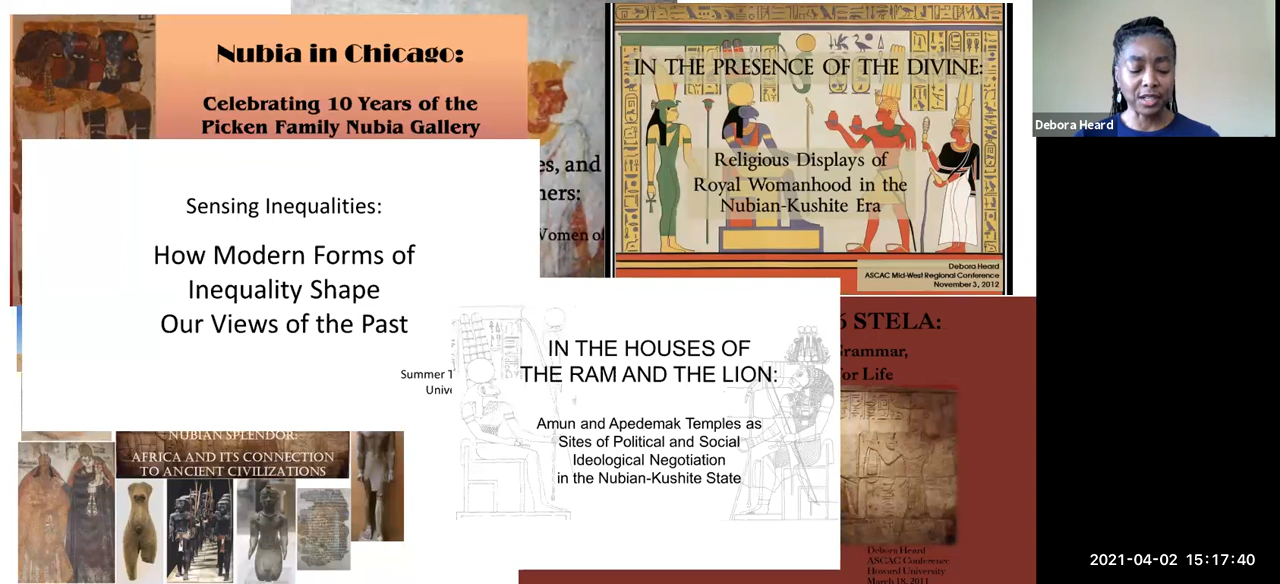 Nubia in Chicago:
Celebrating 10 Years of the
Picken Family Nubia Gallery
es, and
ners:
Women of
IN THE PRESENCE OF THE DIVINE:
Religious Displays of
Royal Womanhood in the
Nubian-Kushite Era
Debora Heard
ASCAC Mid-West Regional Conference
November 3, 2012
Debora Heard
Sensing Inequalities:
How Modern Forms of
Inequality Shape
Our Views of the Past
Summer T
Unive
IN THE HOUSES OF
THE RAM AND THE LION:
Amun and Apedemak Temples as
Sites of Political and Social
Ideological Negotiation
in the Nubian-Kushite State
6 STELA:
Grammar,
for Life
Debora Heard
ASCAC Conference
Howard University
March 18, 2011
NUBIAN SPLENDOR:
AFRICA AND ITS CONNECTION
TO ANCIENT CIVILIZATIONS
2021-04-02 15:17:40